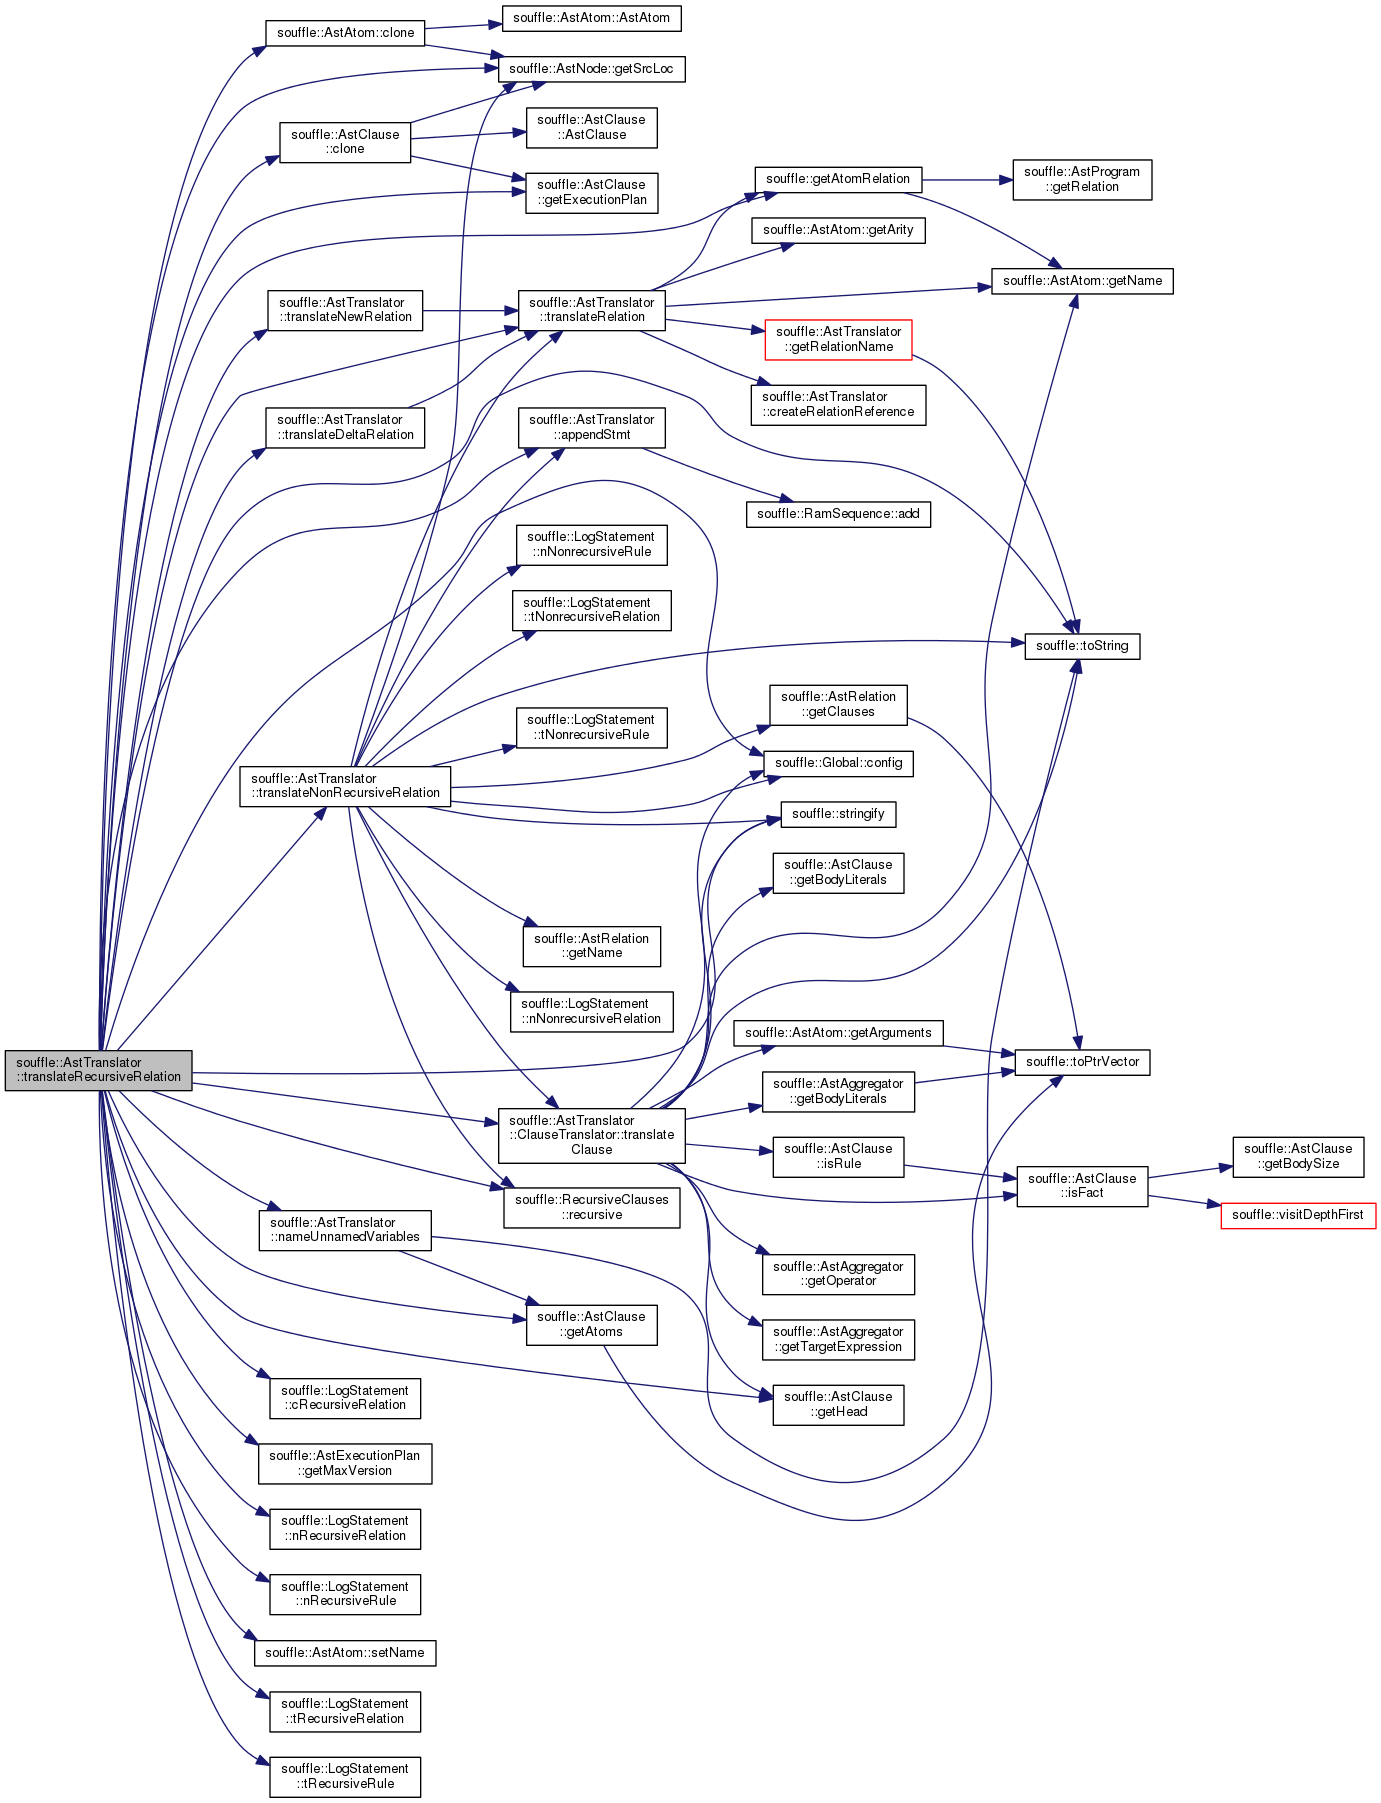 souffle::AstAtom::clone
souffle::AstAtom::AstAtom
souffle::AstNode::getSrcLoc
souffle::AstClause
::clone
souffle::AstClause
::AstClause
souffle::AstClause
::getExecutionPlan
souffle::getAtomRelation
souffle::AstProgram
::getRelation
souffle::AstAtom::getArity
souffle::AstAtom::getName
souffle::AstTranslator
::translateNewRelation
souffle::AstTranslator
::translateRelation
souffle::AstTranslator
::getRelationName
souffle::AstTranslator
::createRelationReference
souffle::AstTranslator
::translateDeltaRelation
souffle::AstTranslator
::appendStmt
souffle::RamSequence::add
souffle::LogStatement
::nNonrecursiveRule
souffle::LogStatement
::tNonrecursiveRelation
souffle::toString
souffle::AstRelation
::getClauses
souffle::LogStatement
::tNonrecursiveRule
souffle::Global::config
souffle::AstTranslator
::translateNonRecursiveRelation
souffle::stringify
souffle::AstClause
::getBodyLiterals
souffle::AstRelation
::getName
souffle::LogStatement
::nNonrecursiveRelation
souffle::AstAtom::getArguments
souffle::toPtrVector
souffle::AstTranslator
::translateRecursiveRelation
souffle::AstAggregator
::getBodyLiterals
souffle::AstTranslator
::ClauseTranslator::translate
Clause
souffle::AstClause
::isRule
souffle::AstClause
::getBodySize
souffle::AstClause
::isFact
souffle::visitDepthFirst
souffle::RecursiveClauses
::recursive
souffle::AstTranslator
::nameUnnamedVariables
souffle::AstAggregator
::getOperator
souffle::AstClause
::getAtoms
souffle::AstAggregator
::getTargetExpression
souffle::AstClause
::getHead
souffle::LogStatement
::cRecursiveRelation
souffle::AstExecutionPlan
::getMaxVersion
souffle::LogStatement
::nRecursiveRelation
souffle::LogStatement
::nRecursiveRule
souffle::AstAtom::setName
souffle::LogStatement
::tRecursiveRelation
souffle::LogStatement
::tRecursiveRule